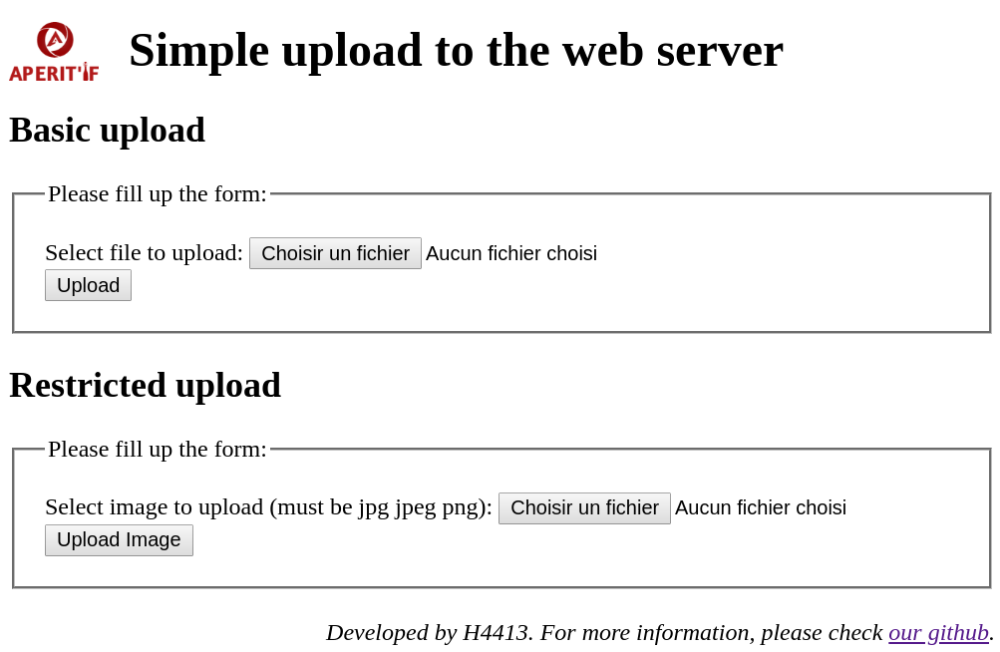 APERIT'IF
Simple upload to the web server
Basic upload
Please fill up the form:
Select file to upload: Choisir un fichier Aucun fichier choisi
Upload
Restricted upload
Please fill up the form:
Select image to upload (must be jpg jpeg png): Choisir un fichier Aucun fichier choisi
Upload Image
Developed by H4413. For more information, please check our github.